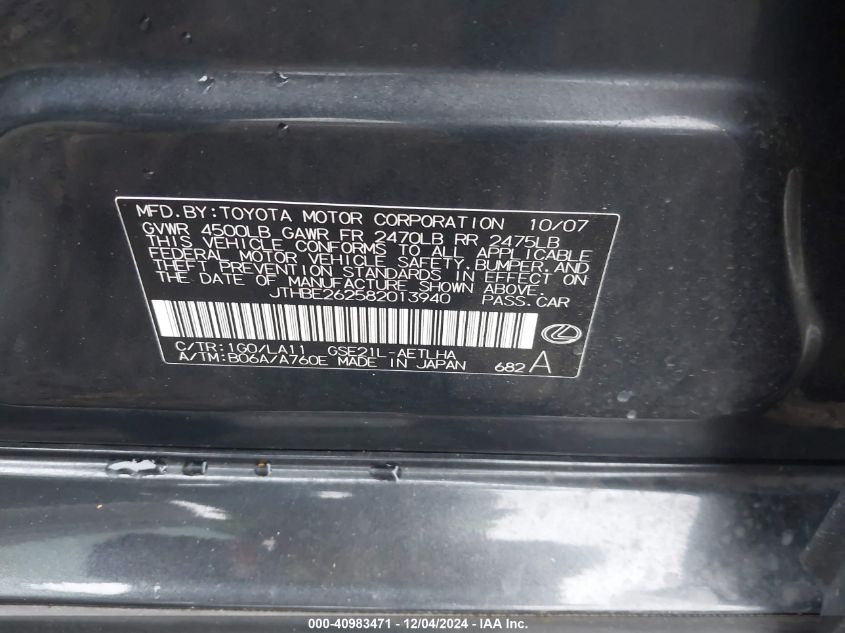 MFD.BY:TOYOTA MOTOR CORPORATION 10/07
GVWR 4500LB GAWR FR 2470LB RR 2475LB
THIS VEHICLE CONFORMS TO ALL APPLICABLE
FEDERAL MOTOR VEHICLE SAFETY,BUMPER,AND
THEFT PREVENTION STANDARDS IN EFFECT ON
THE DATE OF MANUFACTURE SHOWN ABOVE.
JTHBE262582013940 PASS.CAR
C/TR:1G0/LA11 GSE21L-AETLHA
A/TM:B06A/A760E MADE IN JAPAN 682 A
000-40983471 - 12/04/2024 - IAA Inc.